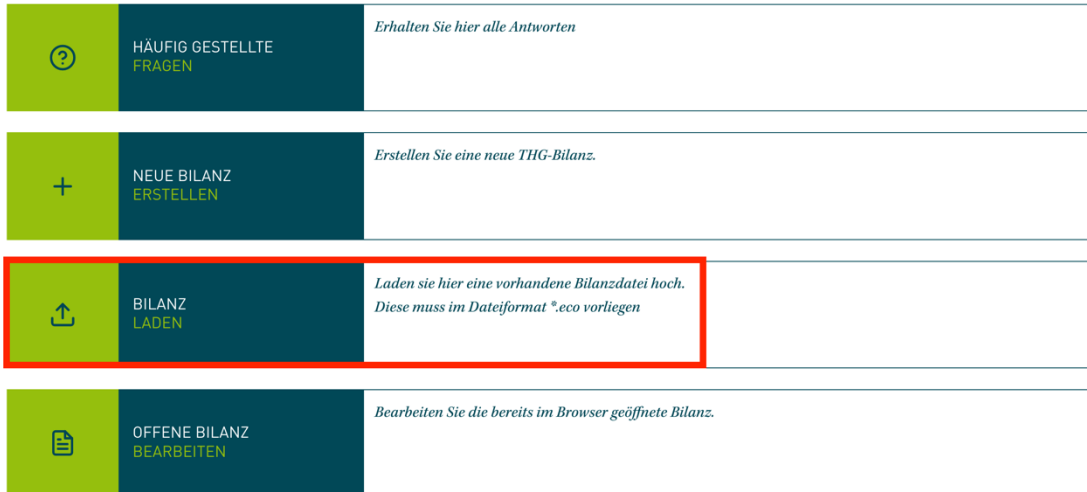 HÄUFIG GESTELLTE
FRAGEN
Erhalten Sie hier alle Antworten
NEUE BILANZ
ERSTELLEN
Erstellen Sie eine neue THG-Bilanz.
BILANZ
LADEN
Laden sie hier eine vorhandene Bilanzdatei hoch.
Diese muss im Dateiformat *.eco vorliegen
OFFENE BILANZ
BEARBEITEN
Bearbeiten Sie die bereits im Browser geöffnete Bilanz.